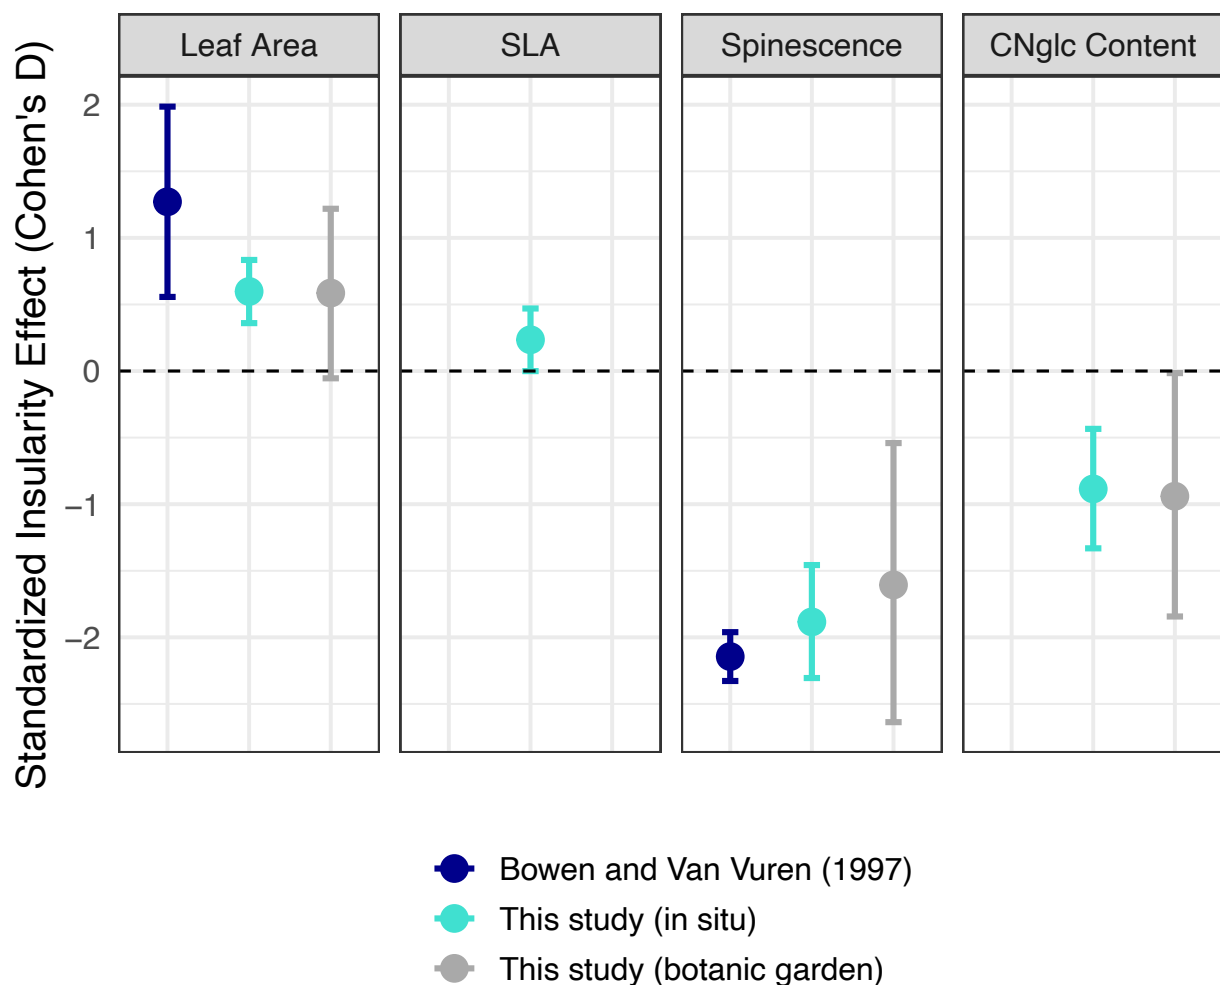 Leaf Area
SLA
Spinescence
CNglc Content
Standardized Insularity Effect (Cohen's D)
2
1
0
−1
−2
Bowen and Van Vuren (1997)
This study (in situ)
This study (botanic garden)